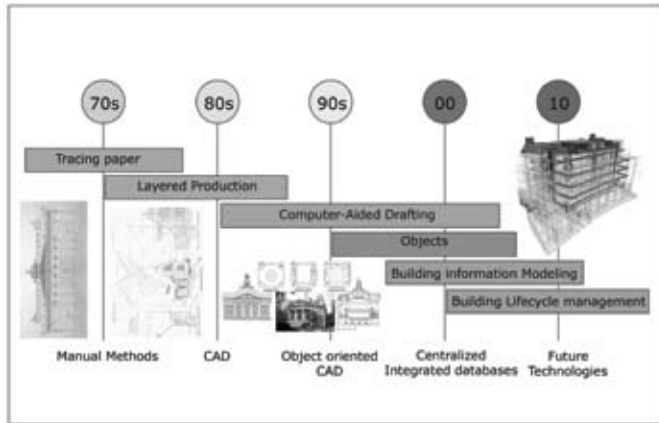 70s
80s
90s
00
10
Tracing paper
Layered Production
Computer-Aided Drafting
Objects
Building information Modeling
Building Lifecycle management
Manual Methods
CAD
Object oriented
CAD
Centralized
Integrated databases
Future
Technologies